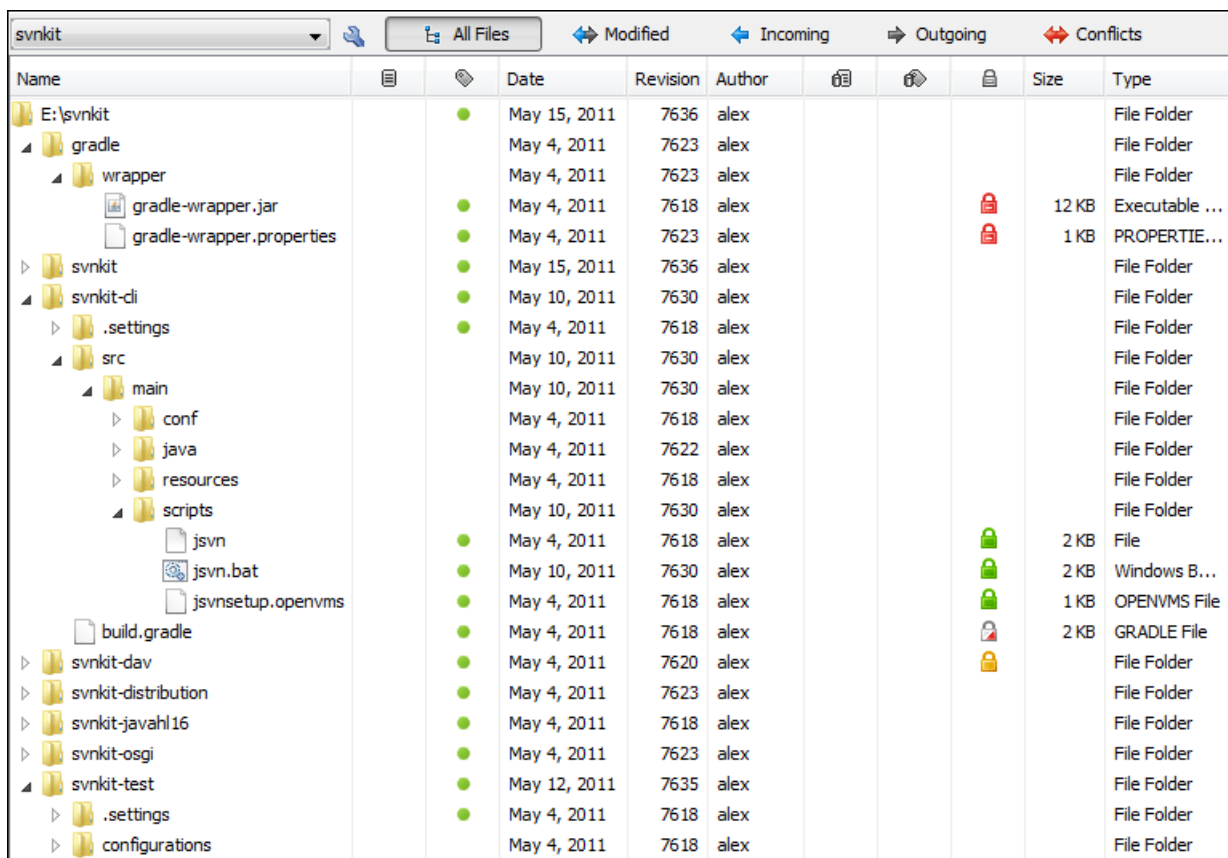 svnkit All Files Modified Incoming Outgoing Conflicts
Name Date Revision Author Size Type
E:\svnkit May 15, 2011 7636 alex File Folder
gradle May 4, 2011 7623 alex File Folder
wrapper May 4, 2011 7623 alex File Folder
gradle-wrapper.jar May 4, 2011 7618 alex 12 KB Executable ...
gradle-wrapper.properties May 4, 2011 7623 alex 1 KB PROPERTIE...
svnkit May 15, 2011 7636 alex File Folder
svnkit-cli May 10, 2011 7630 alex File Folder
.settings May 4, 2011 7618 alex File Folder
src May 10, 2011 7630 alex File Folder
main May 10, 2011 7630 alex File Folder
conf May 4, 2011 7618 alex File Folder
java May 4, 2011 7622 alex File Folder
resources May 4, 2011 7618 alex File Folder
scripts May 10, 2011 7630 alex File Folder
jsvn May 4, 2011 7618 alex 2 KB File
jsvn.bat May 10, 2011 7630 alex 2 KB Windows B...
jsvnsetup.openvms May 4, 2011 7618 alex 1 KB OPENVMS File
build.gradle May 4, 2011 7618 alex 2 KB GRADLE File
svnkit-dav May 4, 2011 7620 alex File Folder
svnkit-distribution May 4, 2011 7623 alex File Folder
svnkit-javahl16 May 4, 2011 7618 alex File Folder
svnkit-osgi May 4, 2011 7623 alex File Folder
svnkit-test May 12, 2011 7635 alex File Folder
.settings May 4, 2011 7618 alex File Folder
configurations May 4, 2011 7618 alex File Folder